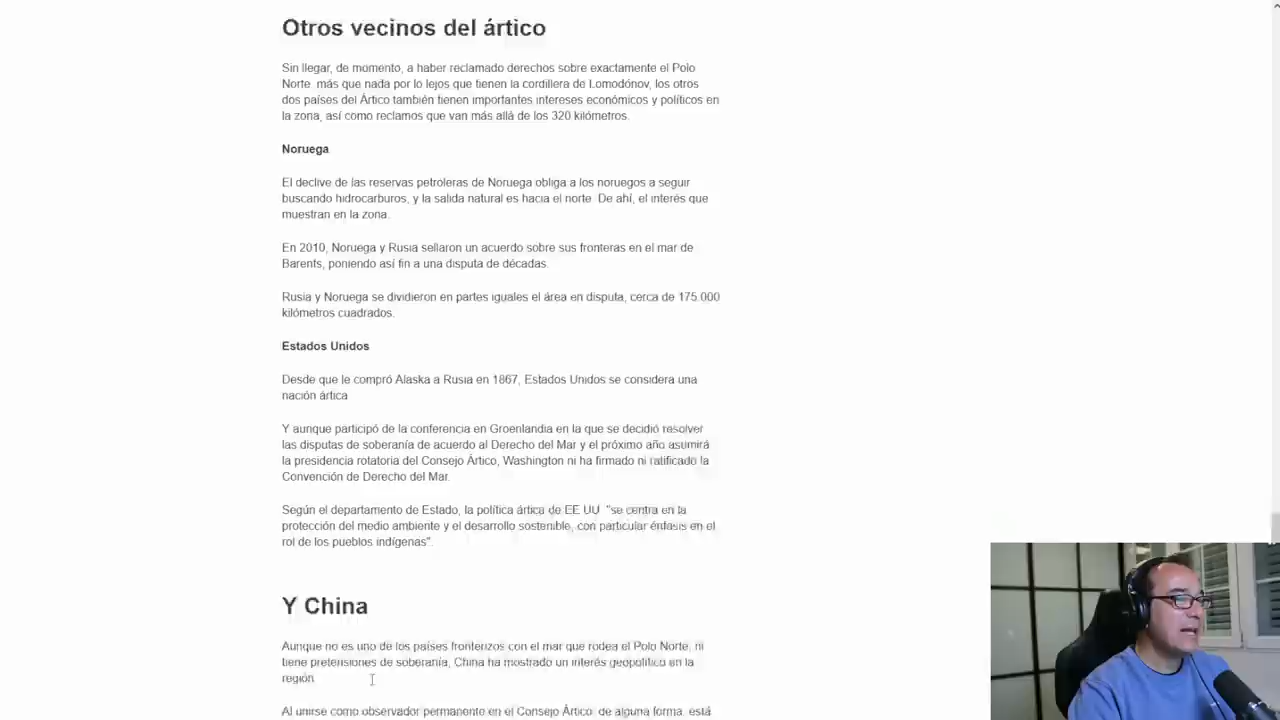 Otros vecinos del ártico
Sin llegar, de momento, a haber reclamado derechos sobre exactamente el Polo
Norte más que nada por lo lejos que tienen la cordillera de Lomodónov, los otros
dos países del Ártico también tienen importantes intereses económicos y políticos en
la zona, así como reclamos que van más allá de los 320 kilómetros.
Noruega
El declive de las reservas petroleras de Noruega obliga a los noruegos a seguir
buscando hidrocarburos, y la salida natural es hacia el norte De ahí, el interés que
muestran en la zona.
En 2010, Noruega y Rusia sellaron un acuerdo sobre sus fronteras en el mar de
Barents, poniendo así fin a una disputa de décadas.
Rusia y Noruega se dividieron en partes iguales el área en disputa, cerca de 175.000
kilómetros cuadrados.
Estados Unidos
Desde que le compró Alaska a Rusia en 1867, Estados Unidos se considera una
nación ártica
Y aunque participó de la conferencia en Groenlandia en la que se decidió resolver
las disputas de soberanía de acuerdo al Derecho del Mar y el próximo año asumirá
la presidencia rotatoria del Consejo Ártico, Washington ni ha firmado ni ratificado la
Convención de Derecho del Mar.
Según el departamento de Estado, la política ártica de EE UU "se centra en la
protección del medio ambiente y el desarrollo sostenible, con particular énfasis en el
rol de los pueblos indígenas".
Y China
Aunque no es uno de los países fronterizos con el mar que rodea el Polo Norte, ni
tiene pretensiones de soberanía, China ha mostrado un interés geopolítico en la
región
Al unirse como observador permanente en el Consejo Ártico de alguna forma está